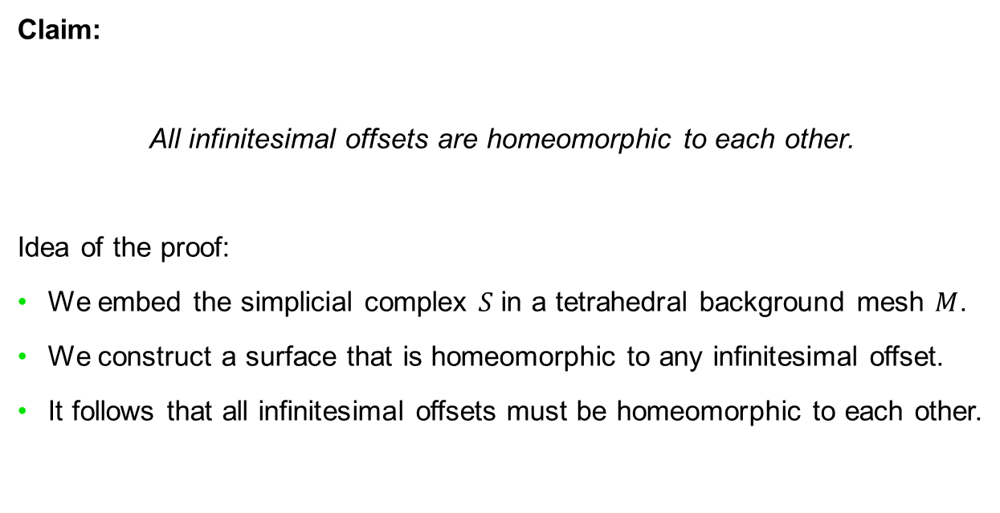 Claim:
All infinitesimal offsets are homeomorphic to each other.
Idea of the proof:
• We embed the simplicial complex S in a tetrahedral background mesh M.
• We construct a surface that is homeomorphic to any infinitesimal offset.
• It follows that all infinitesimal offsets must be homeomorphic to each other.